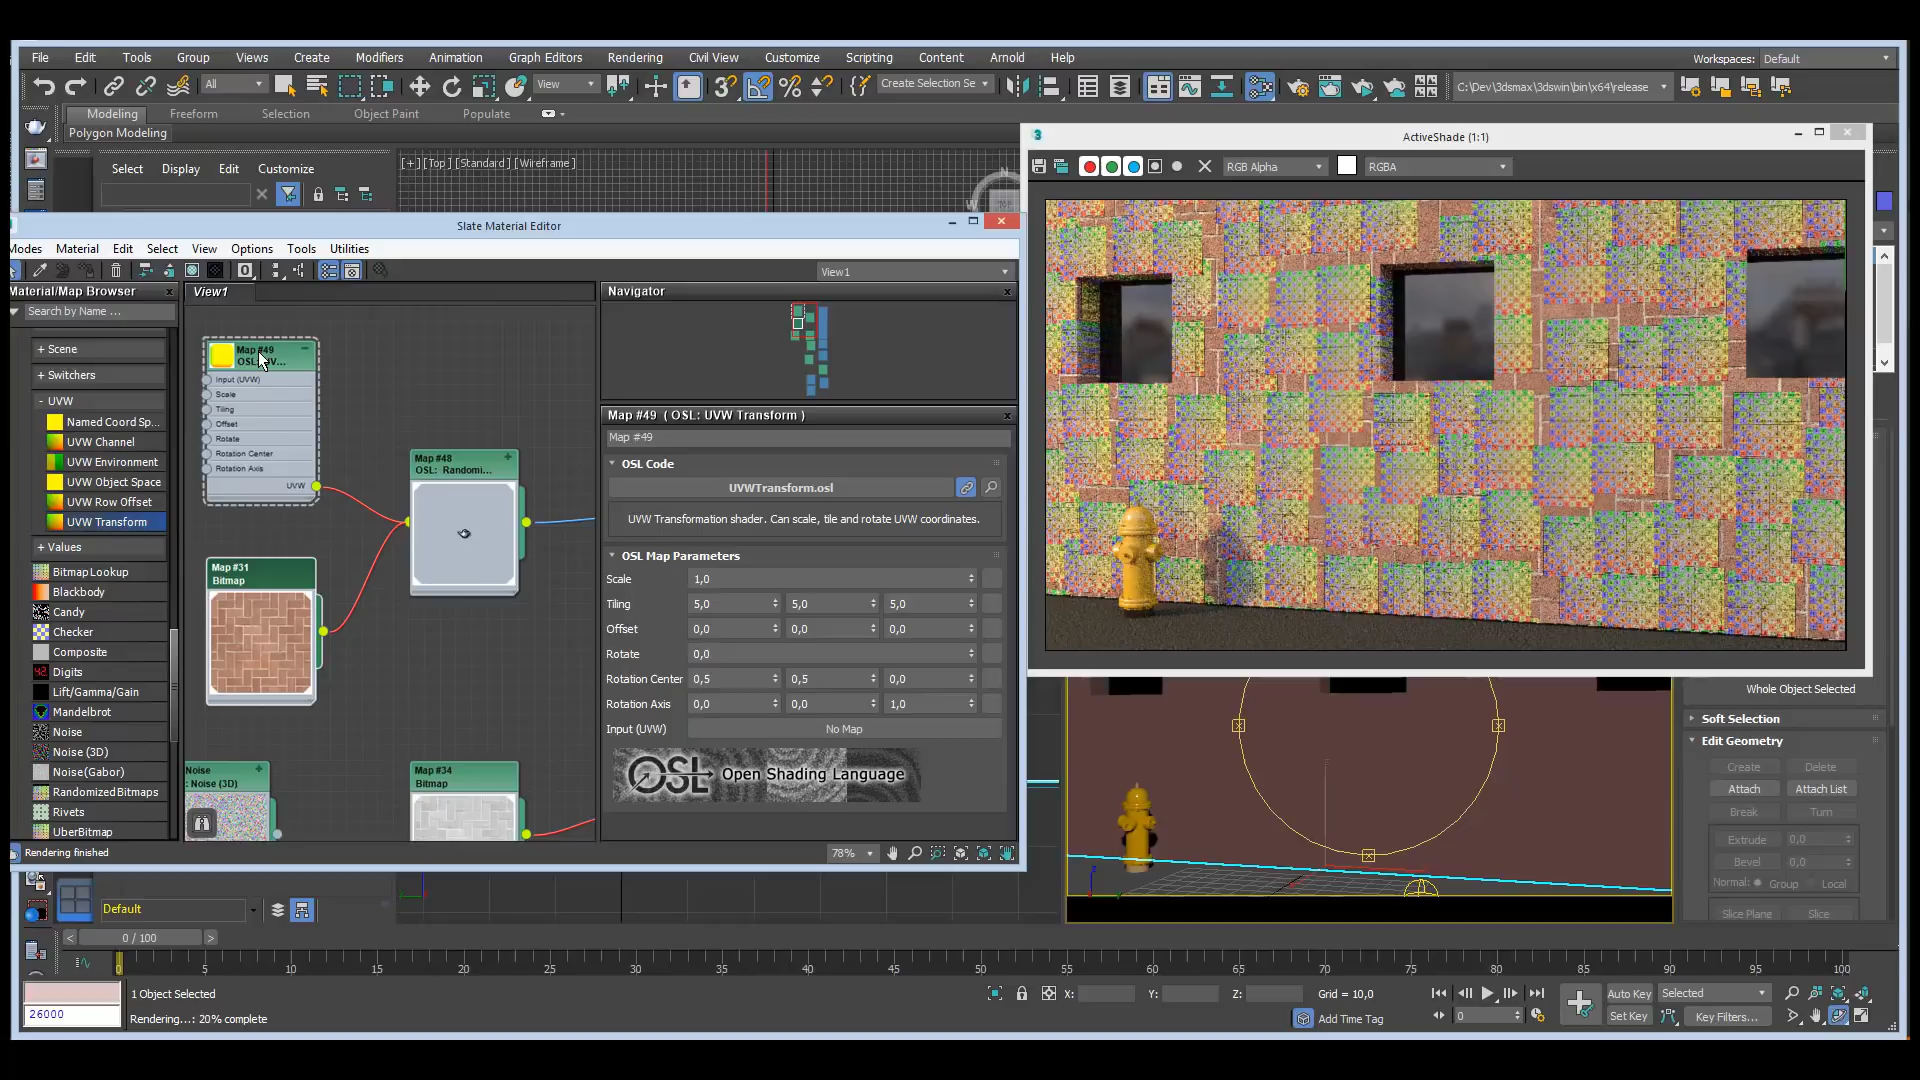 File Edit Tools Group Views Create Modifiers Animation Graph Editors Rendering Civil View Customize Scripting Content Arnold Help
Workspaces: Default
All View Create Selection Se C:\Dev\3dsmax\3dswin\bin\x64\release
Modeling Freeform Selection Object Paint Populate
Polygon Modeling
Select Display Edit Customize
[+] [Top] [Standard] [Wireframe]
ActiveShade (1:1)
RGB Alpha RGBA
Slate Material Editor
Modes Material Edit Select View Options Tools Utilities
View1
Material/Map Browser
Search by Name ...
+ Scene
+ Switchers
- UVW
Named Coord Sp...
UVW Channel
UVW Environment
UVW Object Space
UVW Row Offset
UVW Transform
+ Values
BitmapLookup
Blackbody
Candy
Checker
Composite
Digits
Lift/Gamma/Gain
Mandelbrot
Noise
Noise (3D)
Noise(Gabor)
RandomizedBitmaps
Rivets
UberBitmap
View1
Map #49
Input (UVW)
Scale
Tiling
Offset
Rotate
Rotation Center
Rotation Axis
UVW
Map #48
OSL: Randomi...
Map #31
Bitmap
Noise
: Noise (3D)
Map #34
Bitmap
Navigator
Map #49 ( OSL: UVW Transform )
Map #49
OSL Code
UVWTransform.osl
UVW Transformation shader. Can scale, tile and rotate UVW coordinates.
OSL Map Parameters
Scale 1,0
Tiling 5,0 5,0 5,0
Offset 0,0 0,0 0,0
Rotate 0,0
Rotation Center 0,5 0,5 0,0
Rotation Axis 0,0 0,0 1,0
Input (UVW) No Map
OSL Open Shading Language
Rendering finished
78%
Whole Object Selected
Soft Selection
Edit Geometry
Create Delete
Attach Attach List
Break Turn
Extrude 0,0
Bevel 0,0
Normal: Group Local
Slice Plane Slice
Default
< 0 / 100 >
0 5 10 15 20 25 30 35 40 45 50 55 60 65 70 75 80 85 90 95 100
26000
1 Object Selected
Rendering...: 20% complete
X: Y: Z: Grid = 10,0
Add Time Tag
0
Auto Key Selected
Set Key Key Filters...